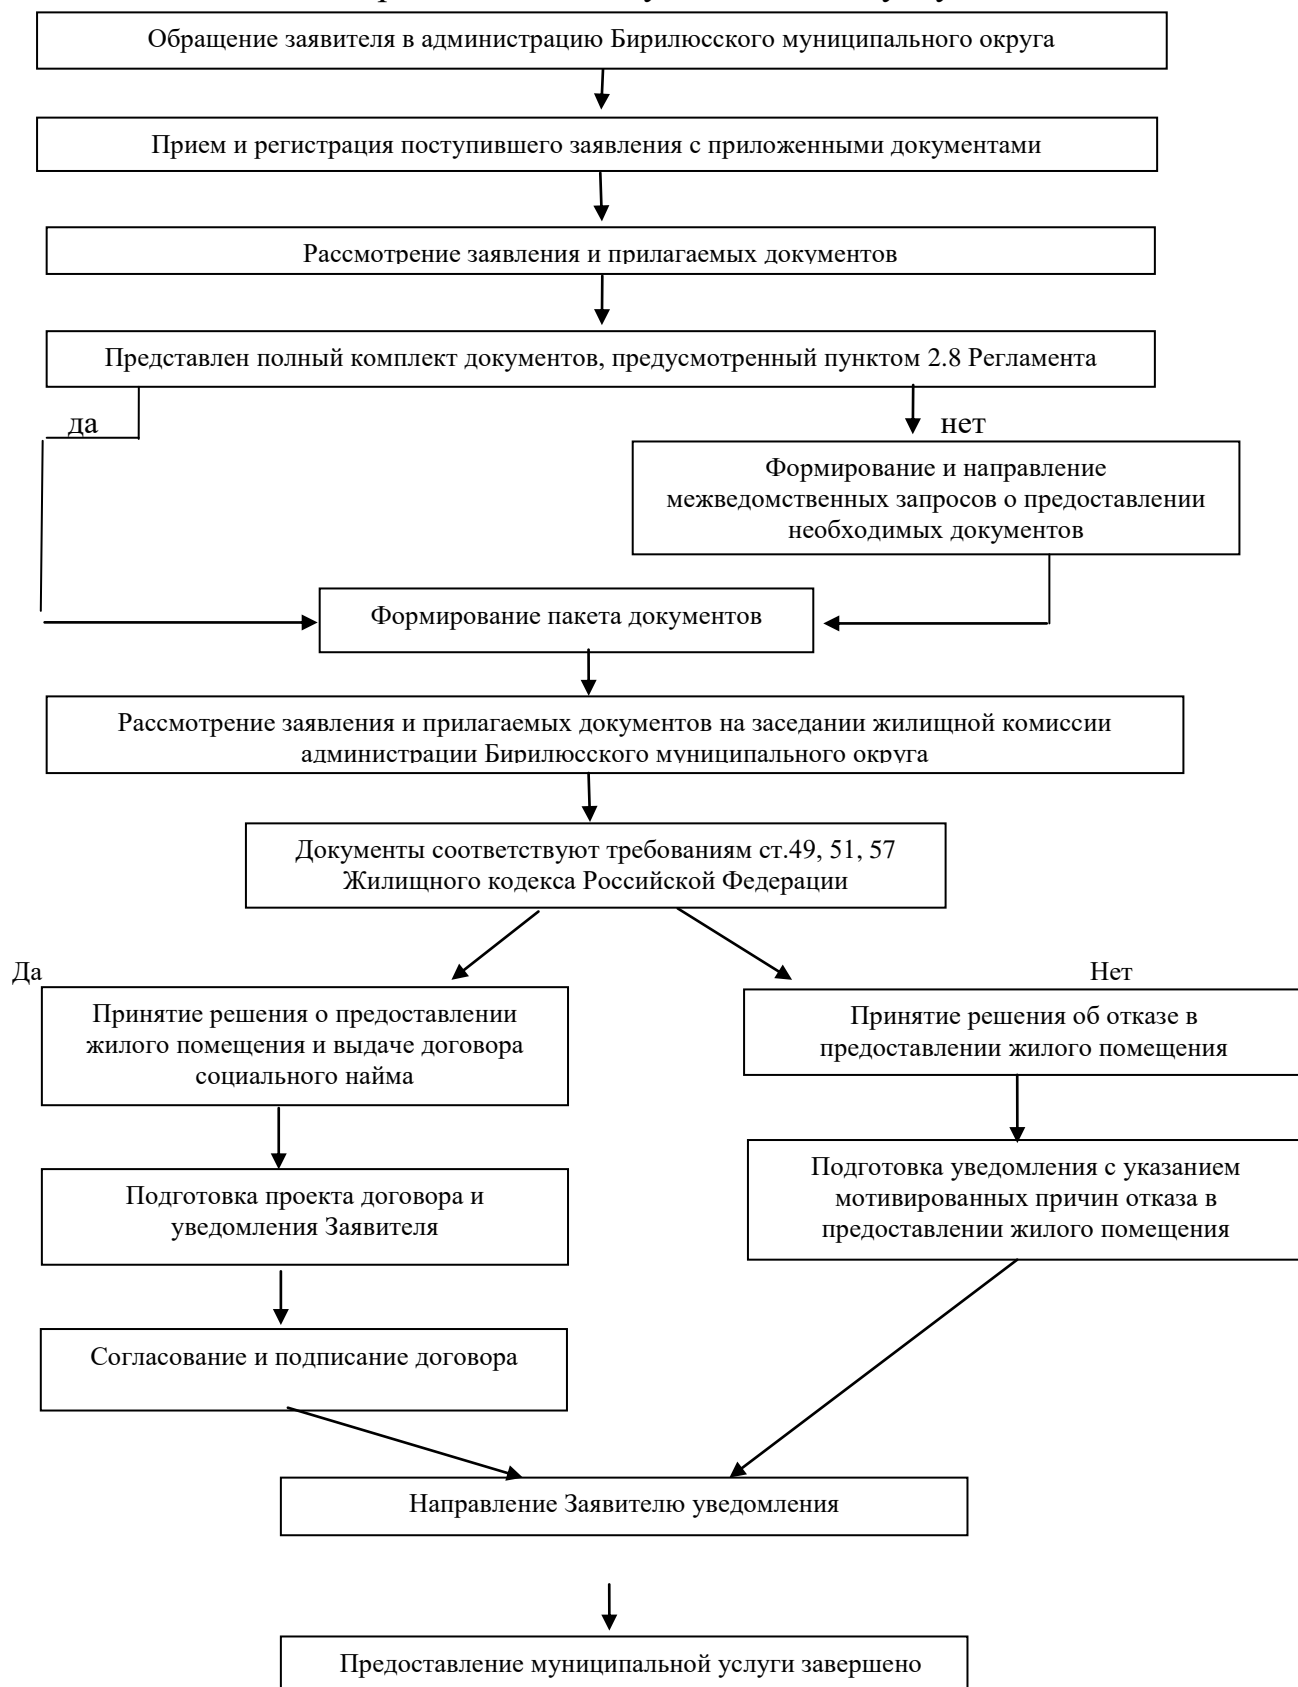 Обращение заявителя в администрацию Бирилюсского муниципального округа
Прием и регистрация поступившего заявления с приложенными документами
Рассмотрение заявления и прилагаемых документов
Представлен полный комплект документов, предусмотренный пунктом 2.8 Регламента
да
нет
Формирование и направление
межведомственных запросов о предоставлении
необходимых документов
Формирование пакета документов
Рассмотрение заявления и прилагаемых документов на заседании жилищной комиссии
администрации Бирилюсского муниципального округа
Документы соответствуют требованиям ст.49, 51, 57
Жилищного кодекса Российской Федерации
Да
Нет
Принятие решения о предоставлении
жилого помещения и выдаче договора
социального найма
Принятие решения об отказе в
предоставлении жилого помещения
Подготовка проекта договора и
уведомления Заявителя
Подготовка уведомления с указанием
мотивированных причин отказа в
предоставлении жилого помещения
Согласование и подписание договора
Направление Заявителю уведомления
Предоставление муниципальной услуги завершено